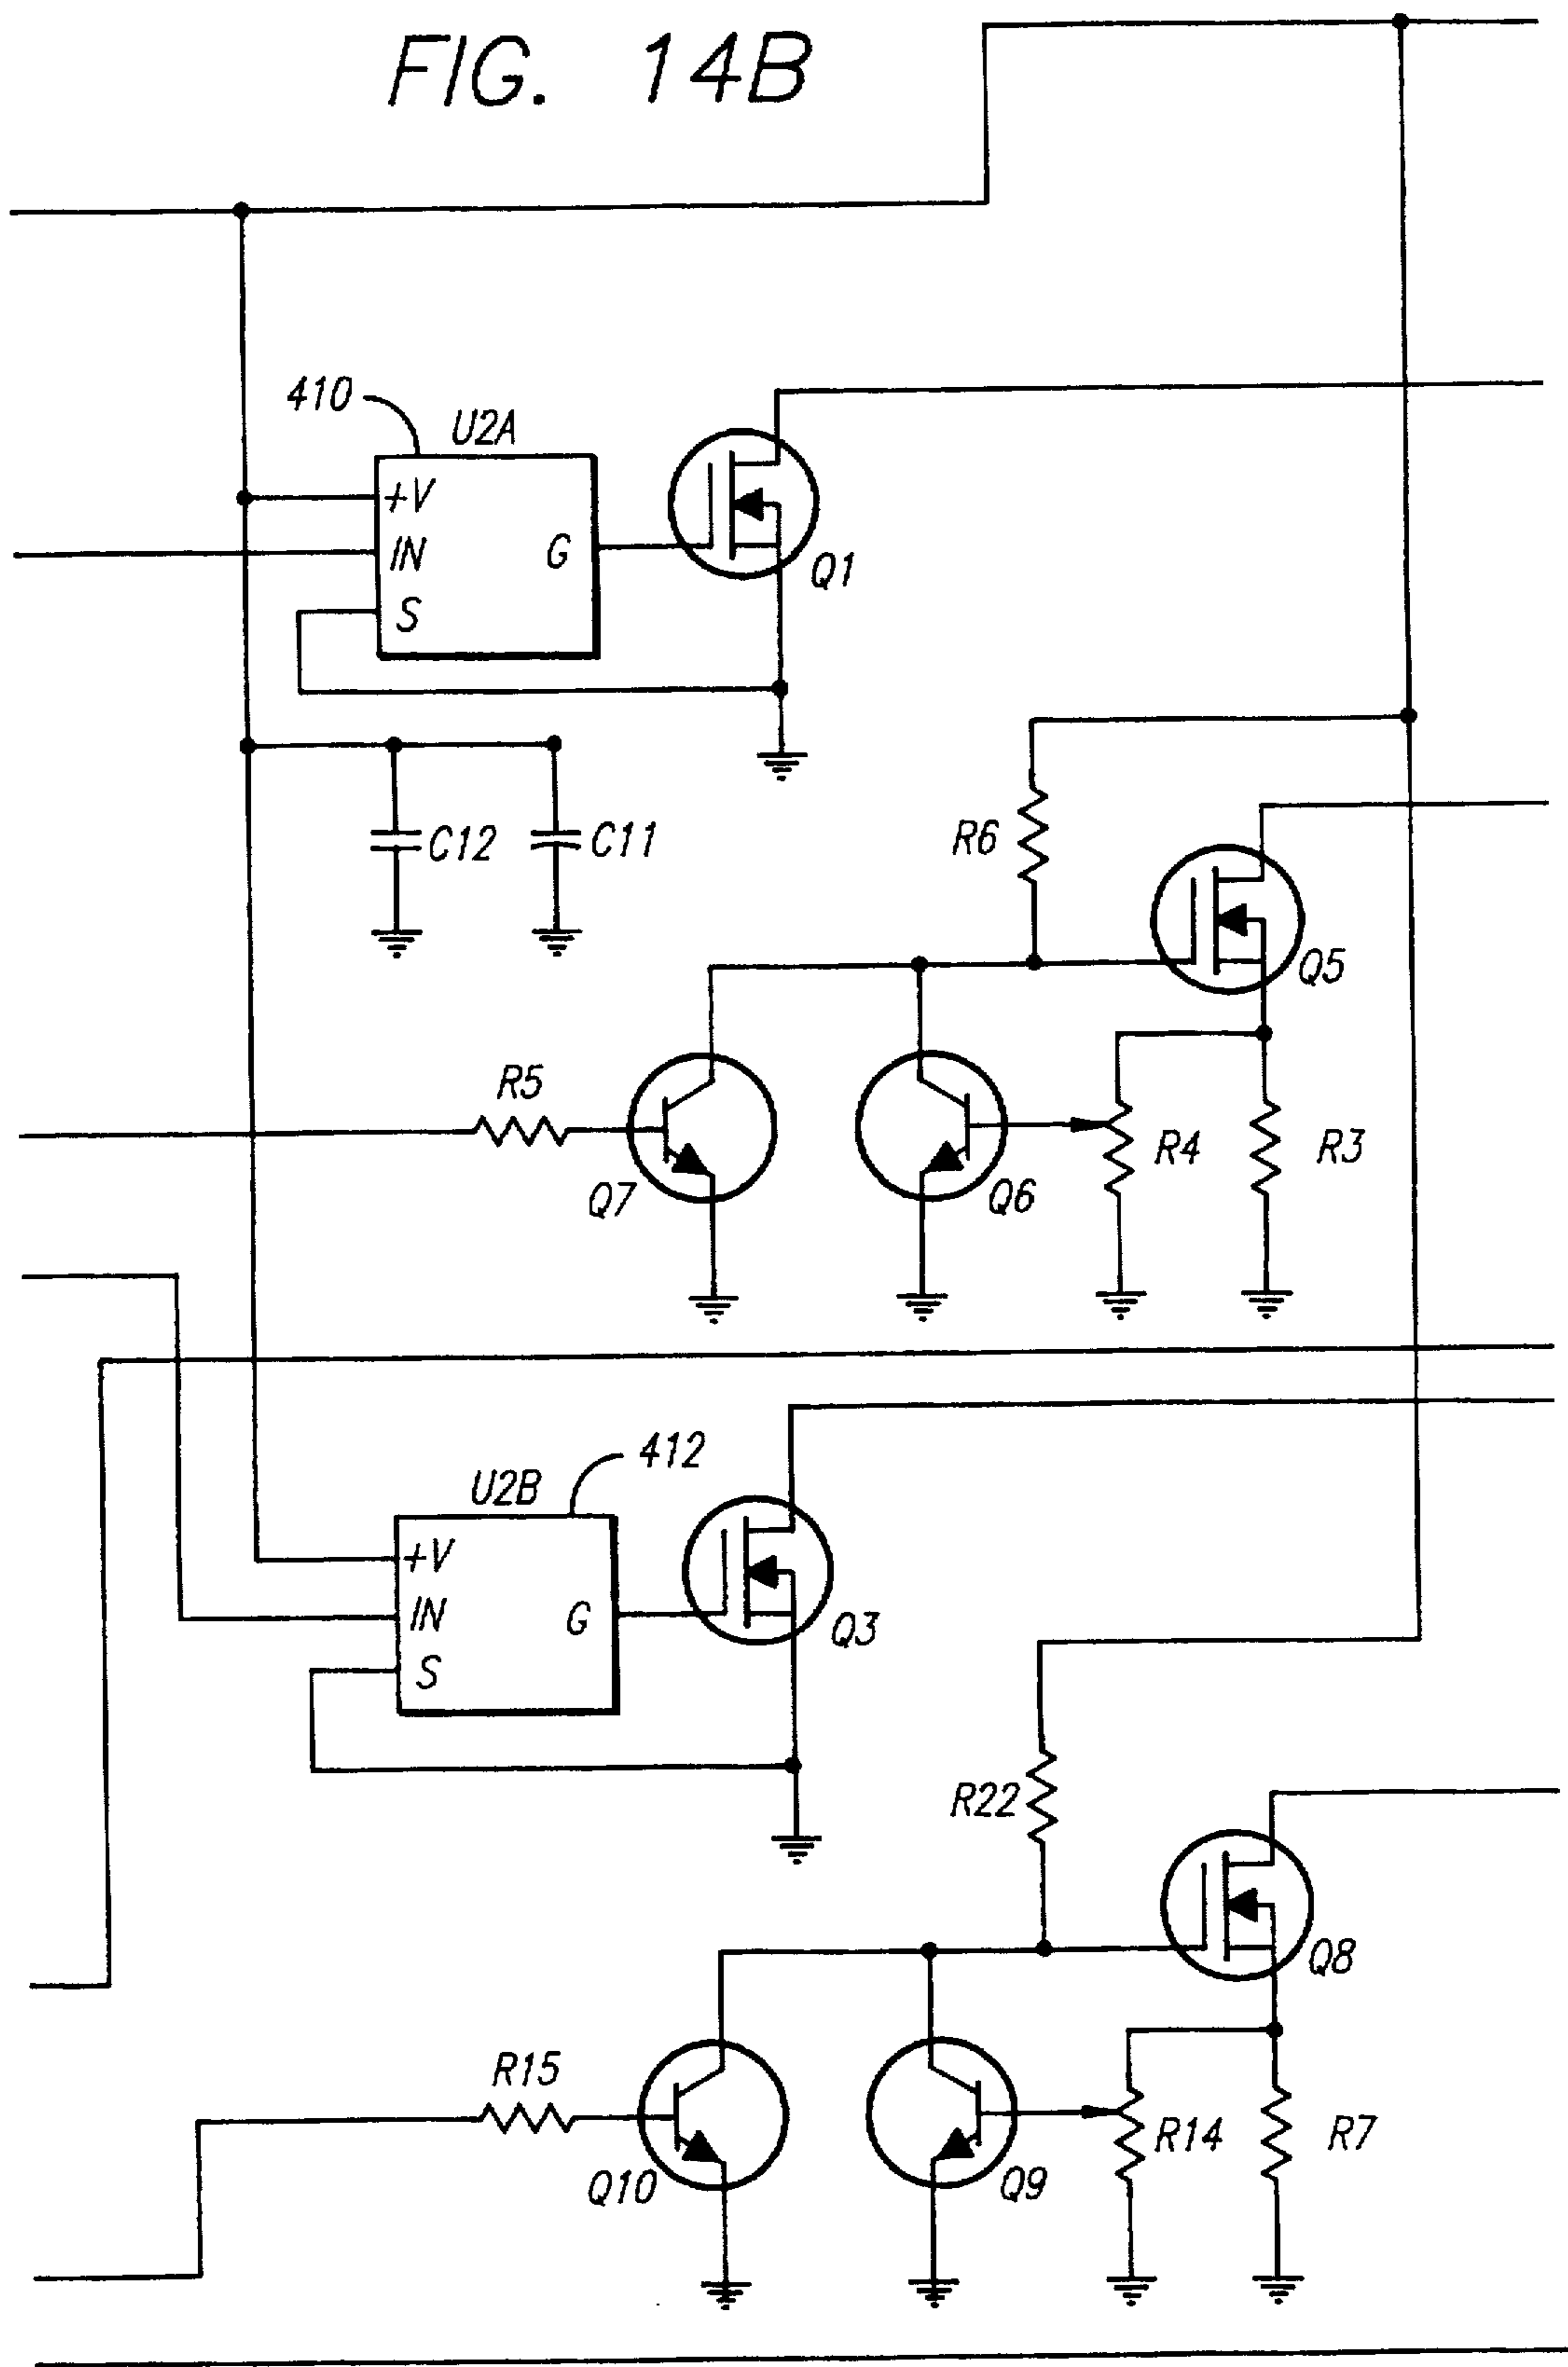 FIG. 14B
410
U2A
+V
IN
G
S
Q1
C12
C11
R6
Q5
R5
Q7
Q6
R4
R3
412
U2B
+V
IN
G
S
Q3
R22
Q8
R15
Q10
Q9
R14
R7